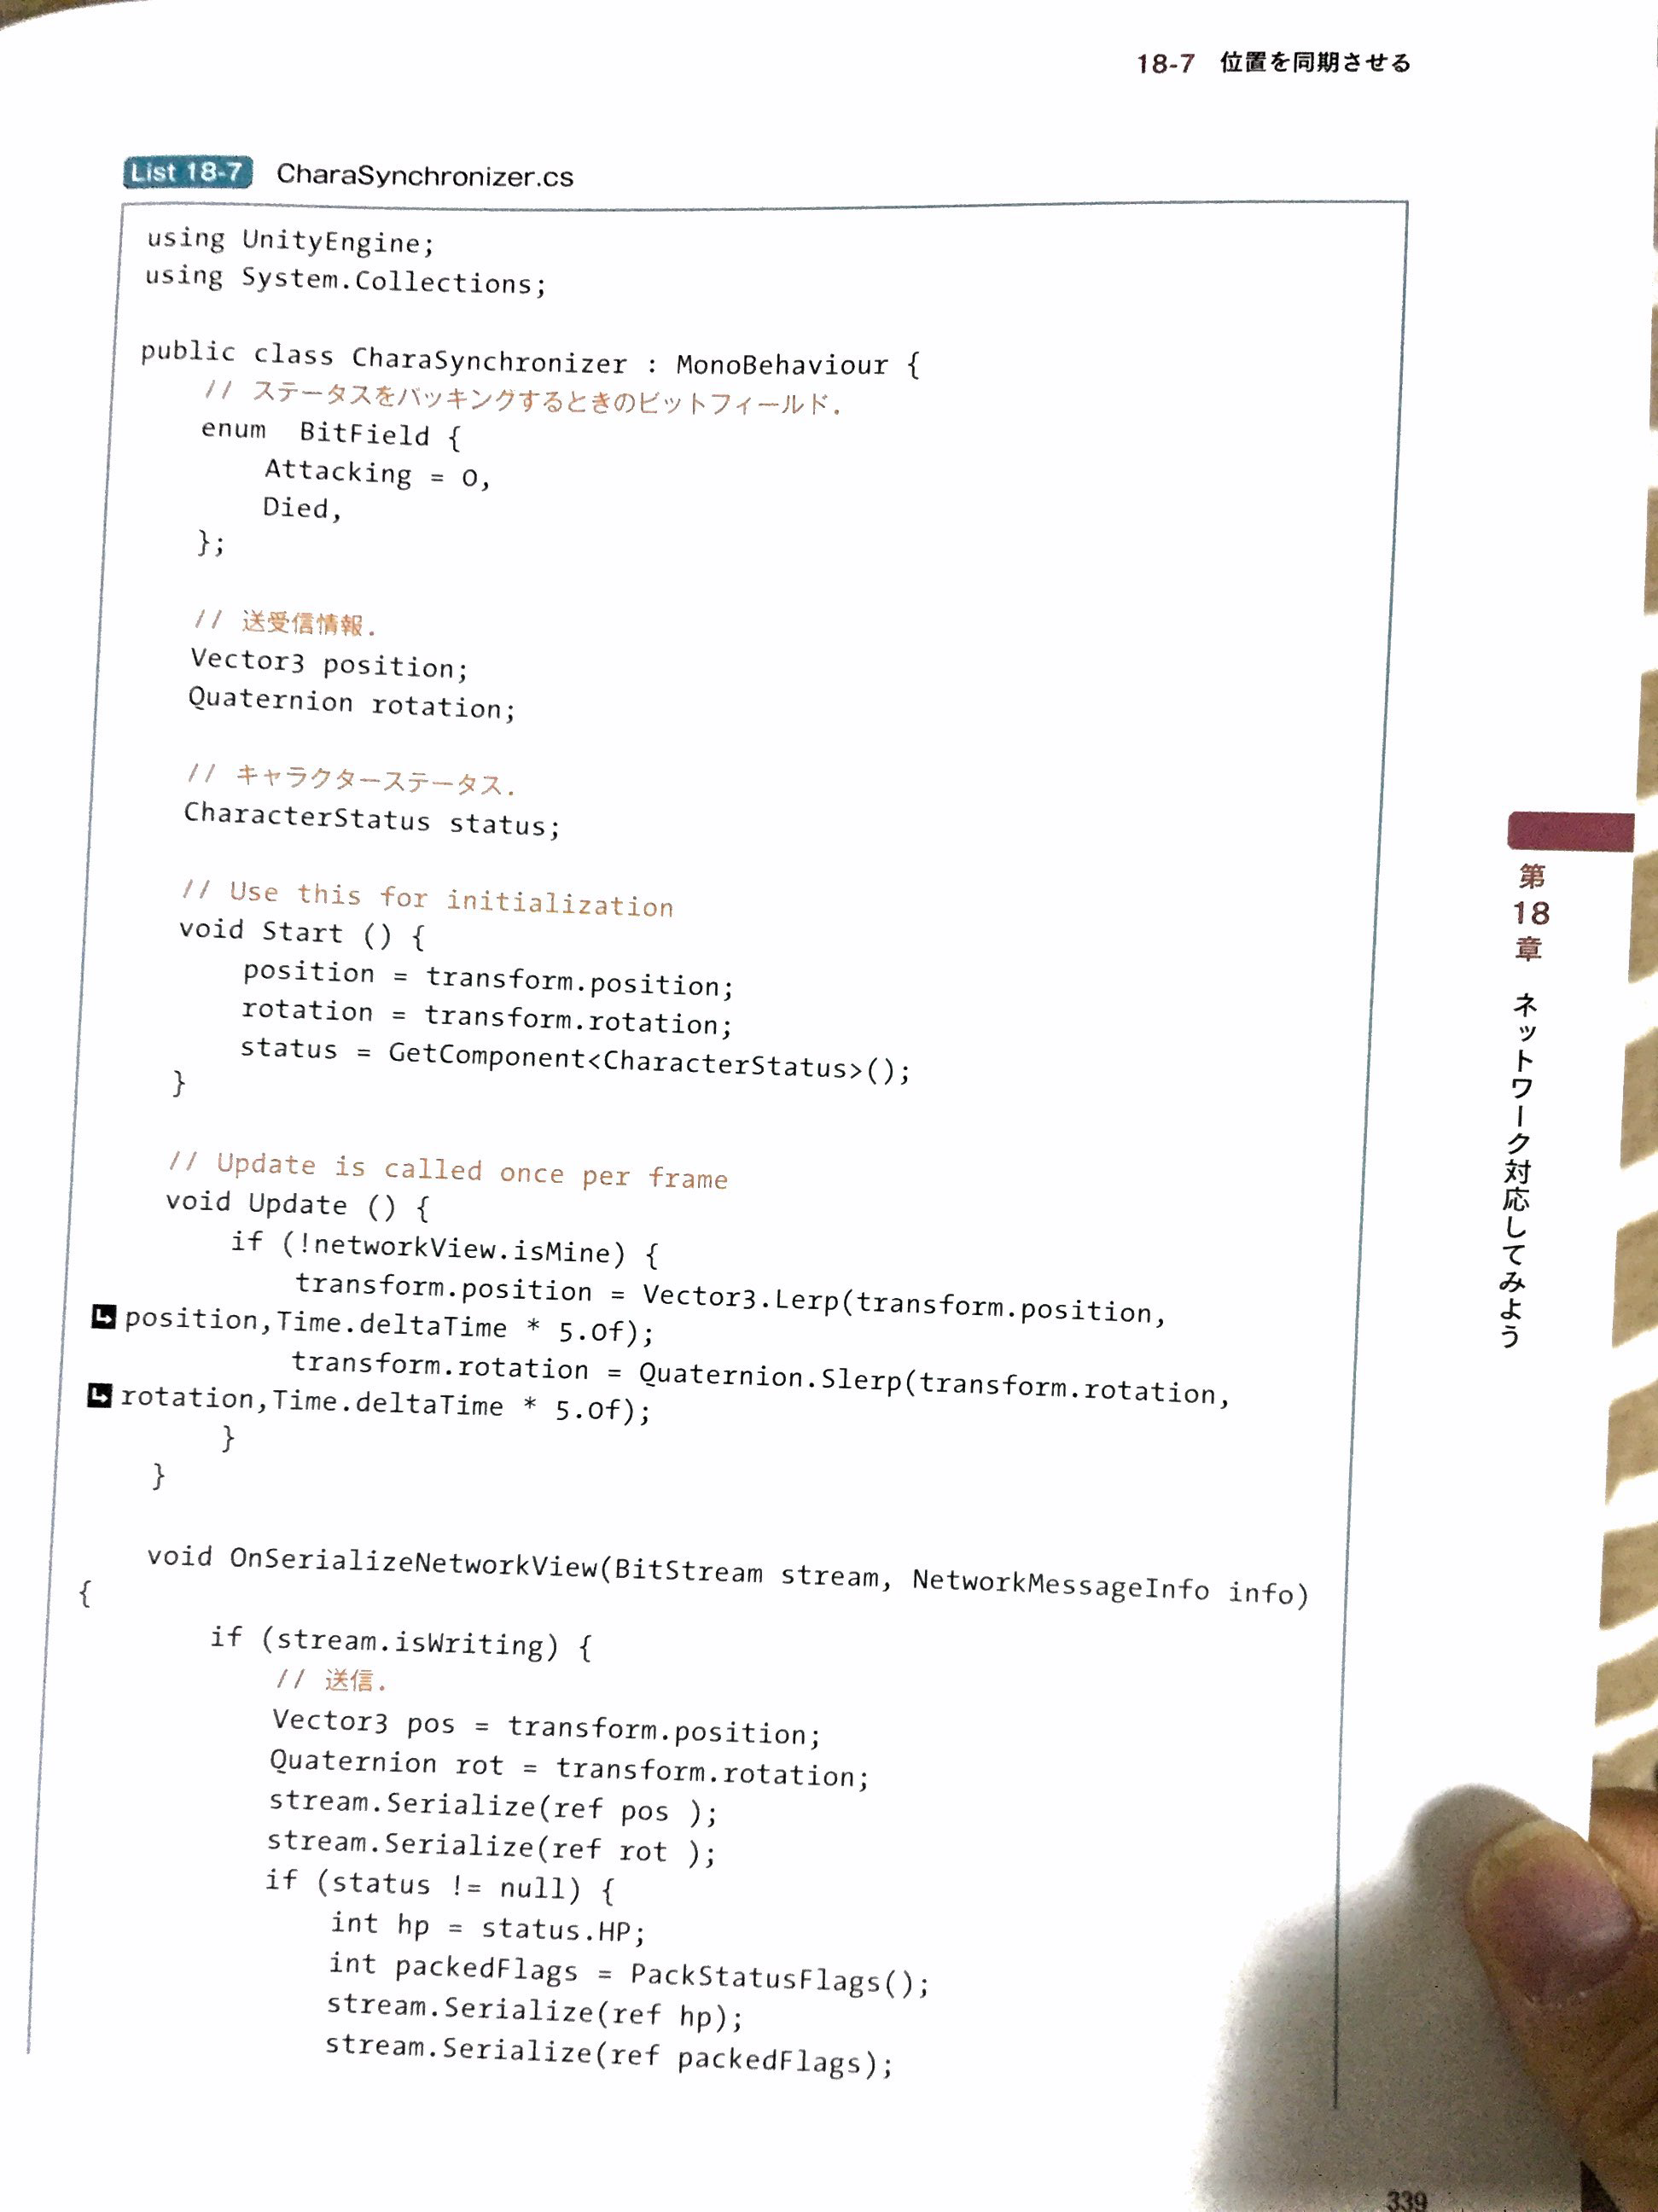 18-7 位置を同期させる
List 18-7 CharaSynchronizer.cs
using UnityEngine;
using System.Collections;
public class CharaSynchronizer : MonoBehaviour {
// ステータスをパッキングするときのビットフィールド.
enum BitField {
Attacking = 0,
Died,
};
// 送受信情報.
Vector3 position;
Quaternion rotation;
// キャラクターステータス.
CharacterStatus status;
// Use this for initialization
void Start () {
position = transform.position;
rotation = transform.rotation;
status = GetComponent<CharacterStatus>();
}
// Update is called once per frame
void Update () {
if (!networkView.isMine) {
transform.position = Vector3.Lerp(transform.position,
position,Time.deltaTime * 5.0f);
transform.rotation = Quaternion.Slerp(transform.rotation,
rotation,Time.deltaTime * 5.0f);
}
}
void OnSerializeNetworkView(BitStream stream, NetworkMessageInfo info)
{
if (stream.isWriting) {
// 送信.
Vector3 pos = transform.position;
Quaternion rot = transform.rotation;
stream.Serialize(ref pos );
stream.Serialize(ref rot );
if (status != null) {
int hp = status.HP;
int packedFlags = PackStatusFlags();
stream.Serialize(ref hp);
stream.Serialize(ref packedFlags);
第18章 ネットワーク対応してみよう
339